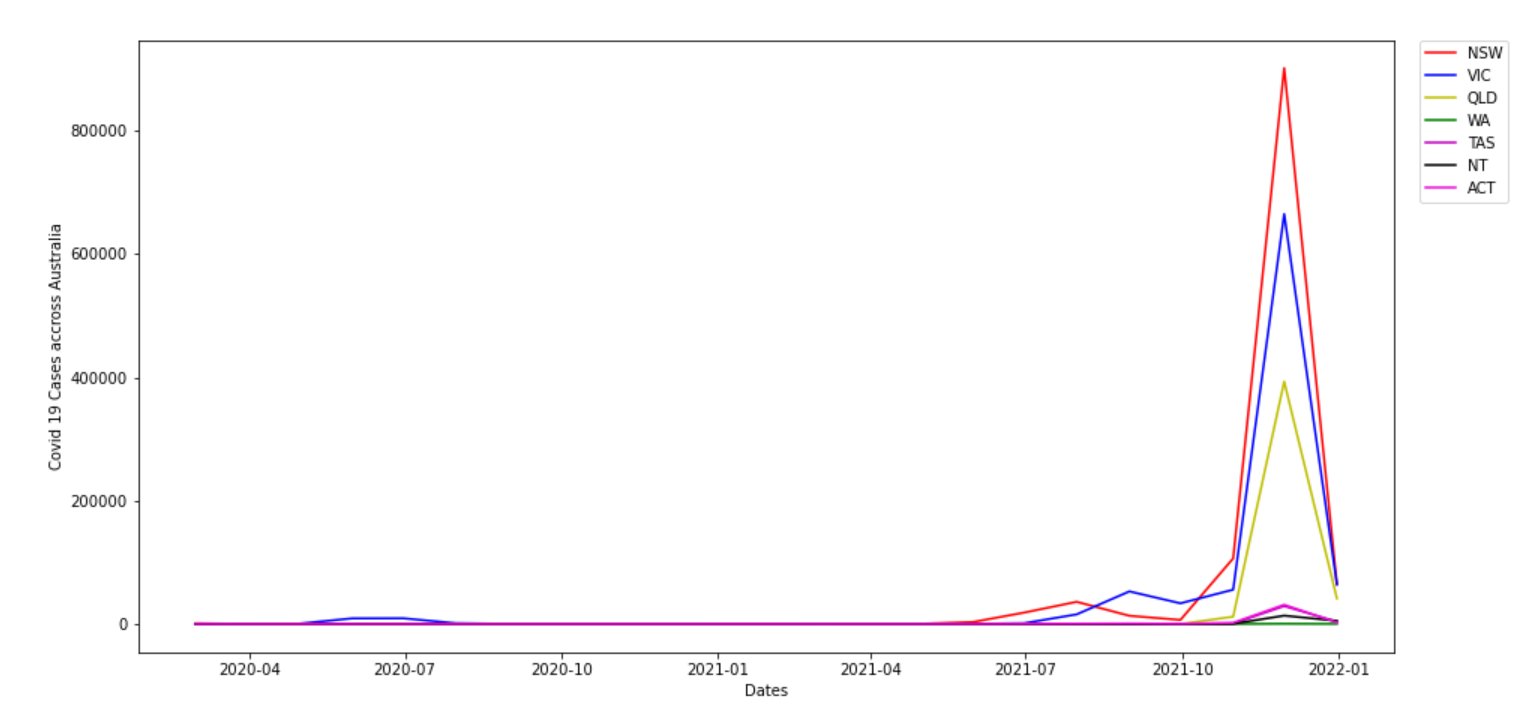 NSW
VIC
QLD
WA
TAS
NT
ACT
800000
600000
400000
200000
0
Covid 19 Cases accross Australia
2020-04 2020-07 2020-10 2021-01 2021-04 2021-07 2021-10 2022-01
Dates